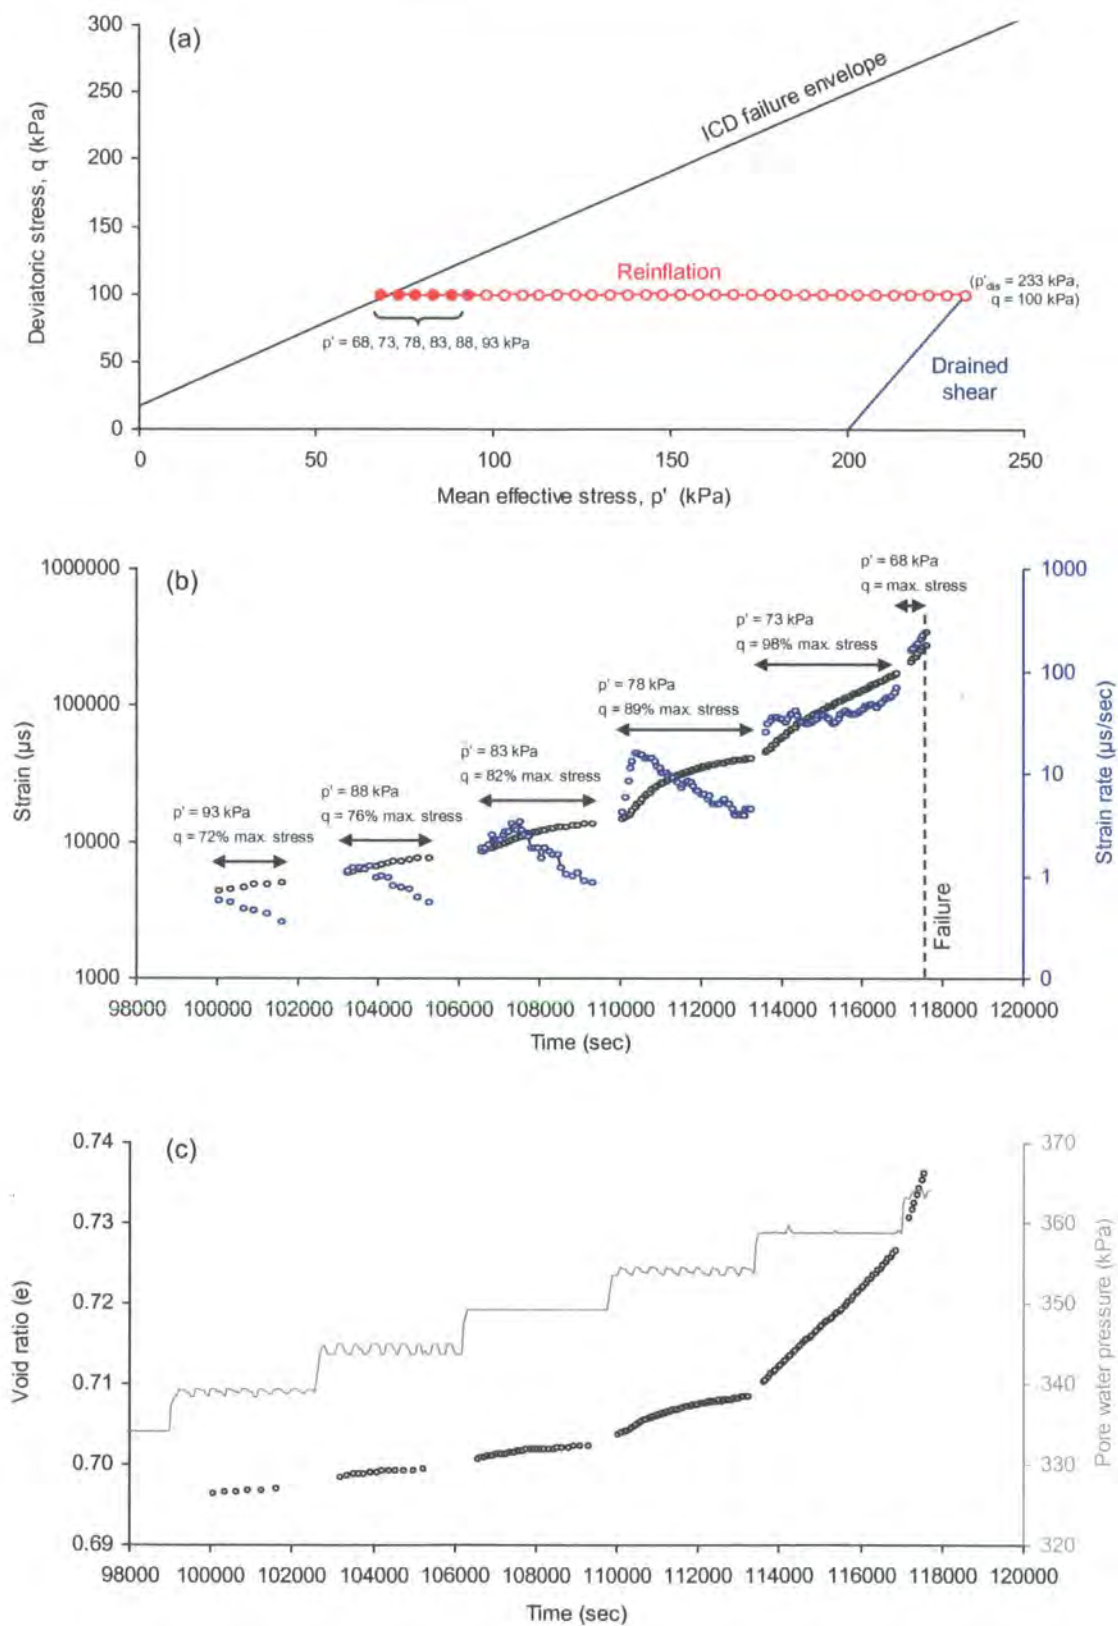 (a)
300
250
200
150
100
50
0
Deviatoric stress, q (kPa)
ICD failure envelope
Reinflation
(p'dis = 233 kPa,
q = 100 kPa)
p' = 68, 73, 78, 83, 88, 93 kPa
Drained
shear
0
50
100
150
200
250
Mean effective stress, p' (kPa)
(b)
1000000
100000
10000
1000
Strain (µs)
p' = 93 kPa
q = 72% max. stress
p' = 88 kPa
q = 76% max. stress
p' = 83 kPa
q = 82% max. stress
p' = 78 kPa
q = 89% max. stress
p' = 73 kPa
q = 98% max. stress
p' = 68 kPa
q = max. stress
Failure
1000
100
10
1
0
Strain rate (µs/sec)
98000
100000
102000
104000
106000
108000
110000
112000
114000
116000
118000
120000
Time (sec)
(c)
0.74
0.73
0.72
0.71
0.70
0.69
Void ratio (e)
370
360
350
340
330
320
Pore water pressure (kPa)
98000
100000
102000
104000
106000
108000
110000
112000
114000
116000
118000
120000
Time (sec)